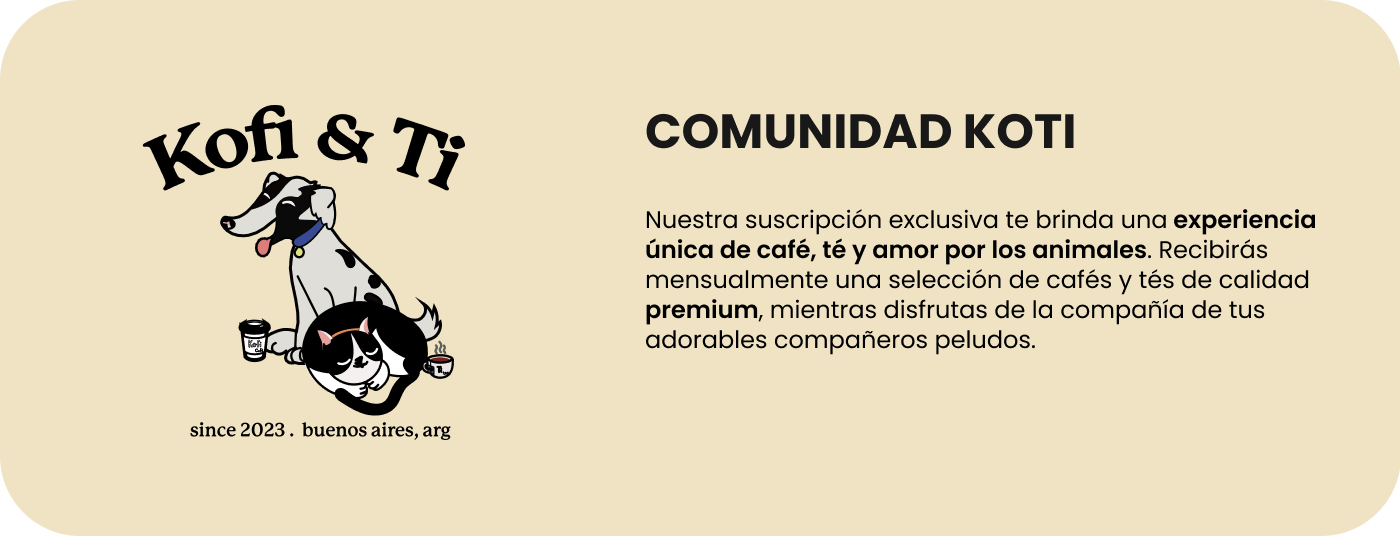 Kofi & Ti
Kofi
Ti
since 2023 . buenos aires, arg
COMUNIDAD KOTI
Nuestra suscripción exclusiva te brinda una experiencia
única de café, té y amor por los animales. Recibirás
mensualmente una selección de cafés y tés de calidad
premium, mientras disfrutas de la compañía de tus
adorables compañeros peludos.